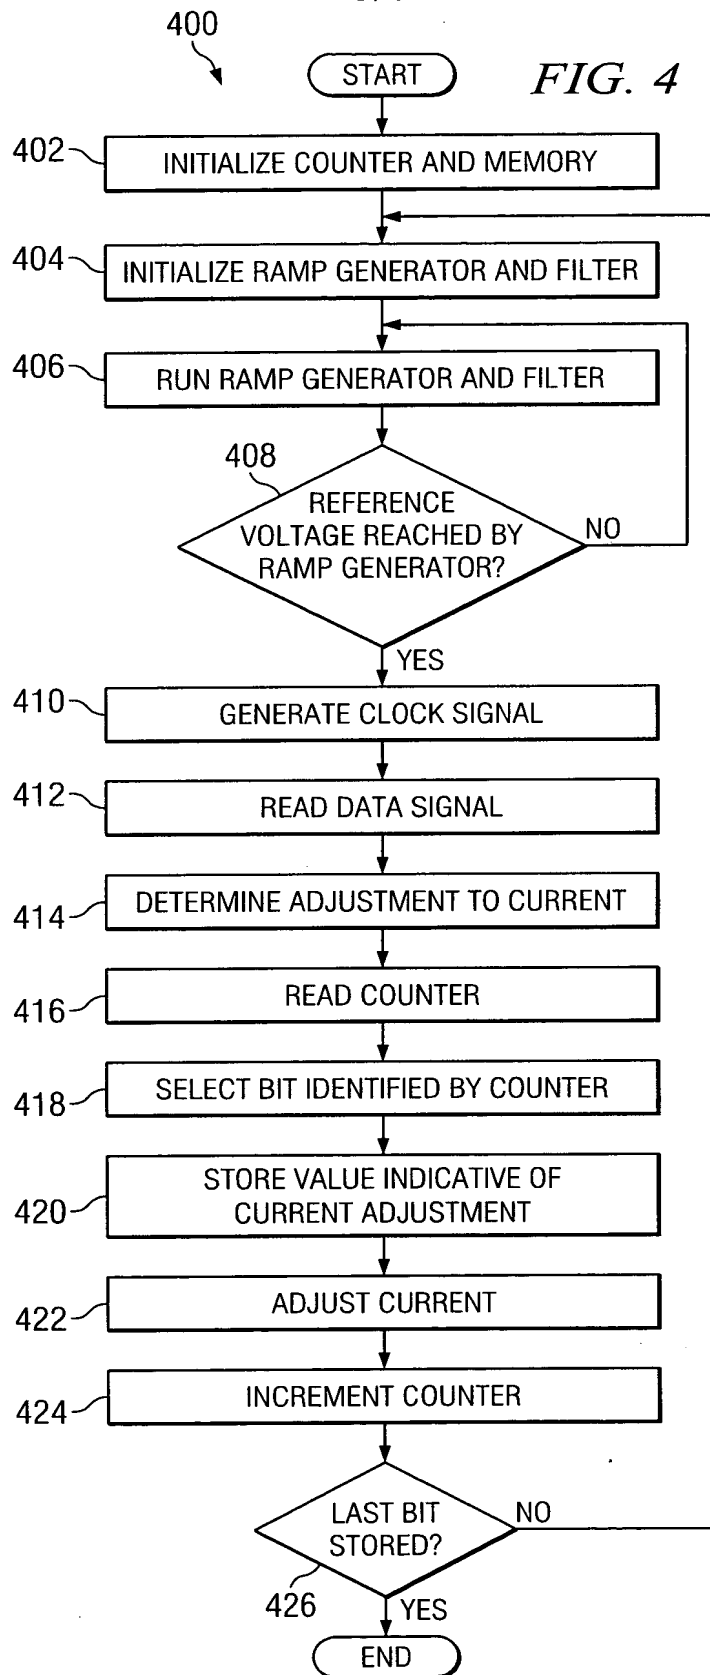 400
START
FIG. 4
402
INITIALIZE COUNTER AND MEMORY
404
INITIALIZE RAMP GENERATOR AND FILTER
406
RUN RAMP GENERATOR AND FILTER
408
REFERENCE
VOLTAGE REACHED BY
RAMP GENERATOR?
NO
YES
410
GENERATE CLOCK SIGNAL
412
READ DATA SIGNAL
414
DETERMINE ADJUSTMENT TO CURRENT
416
READ COUNTER
418
SELECT BIT IDENTIFIED BY COUNTER
420
STORE VALUE INDICATIVE OF
CURRENT ADJUSTMENT
422
ADJUST CURRENT
424
INCREMENT COUNTER
LAST BIT
STORED?
NO
426
YES
END